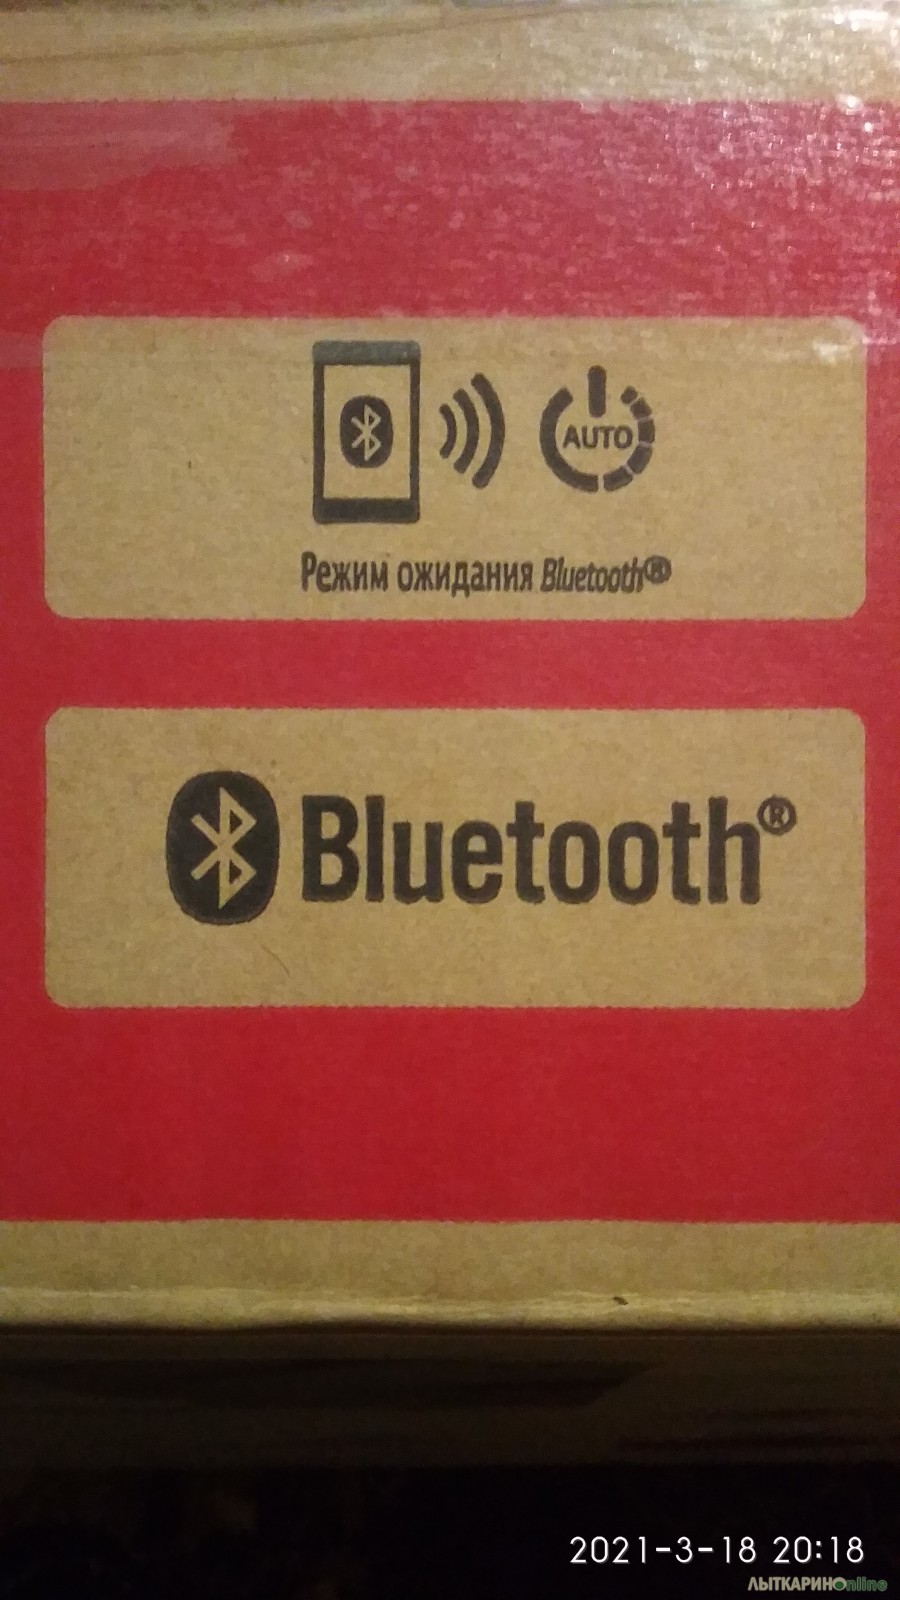 AUTO
Режим ожидания Bluetooth®
Bluetooth®
2021-3-18 20:18
ЛЫТКАРИНОonline